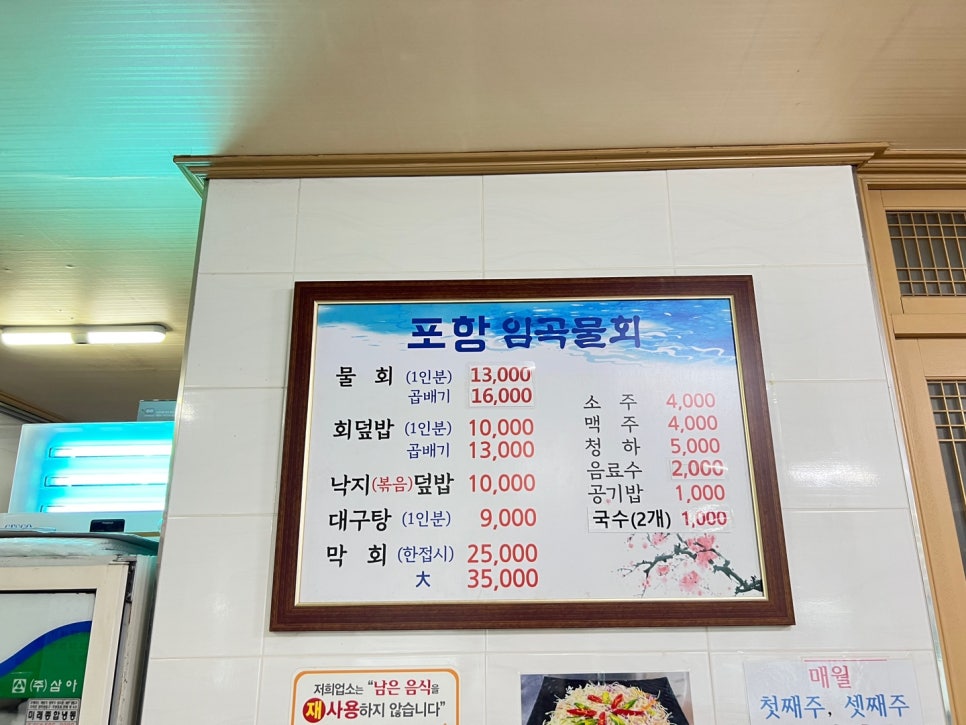 포항 임곡물회
물 회 (1인분) 13,000
곱배기 16,000
회덮밥 (1인분) 10,000
곱배기 13,000
낙지(볶음)덮밥 10,000
대구탕 (1인분) 9,000
막 회 (한접시) 25,000
大 35,000
소 주 4,000
맥 주 4,000
청 하 5,000
음료수 2,000
공기밥 1,000
국수(2개) 1,000
저희업소는 "남은 음식을
재사용하지 않습니다"
매월
첫째주, 셋째주
(주)삼아
미래종합냉동